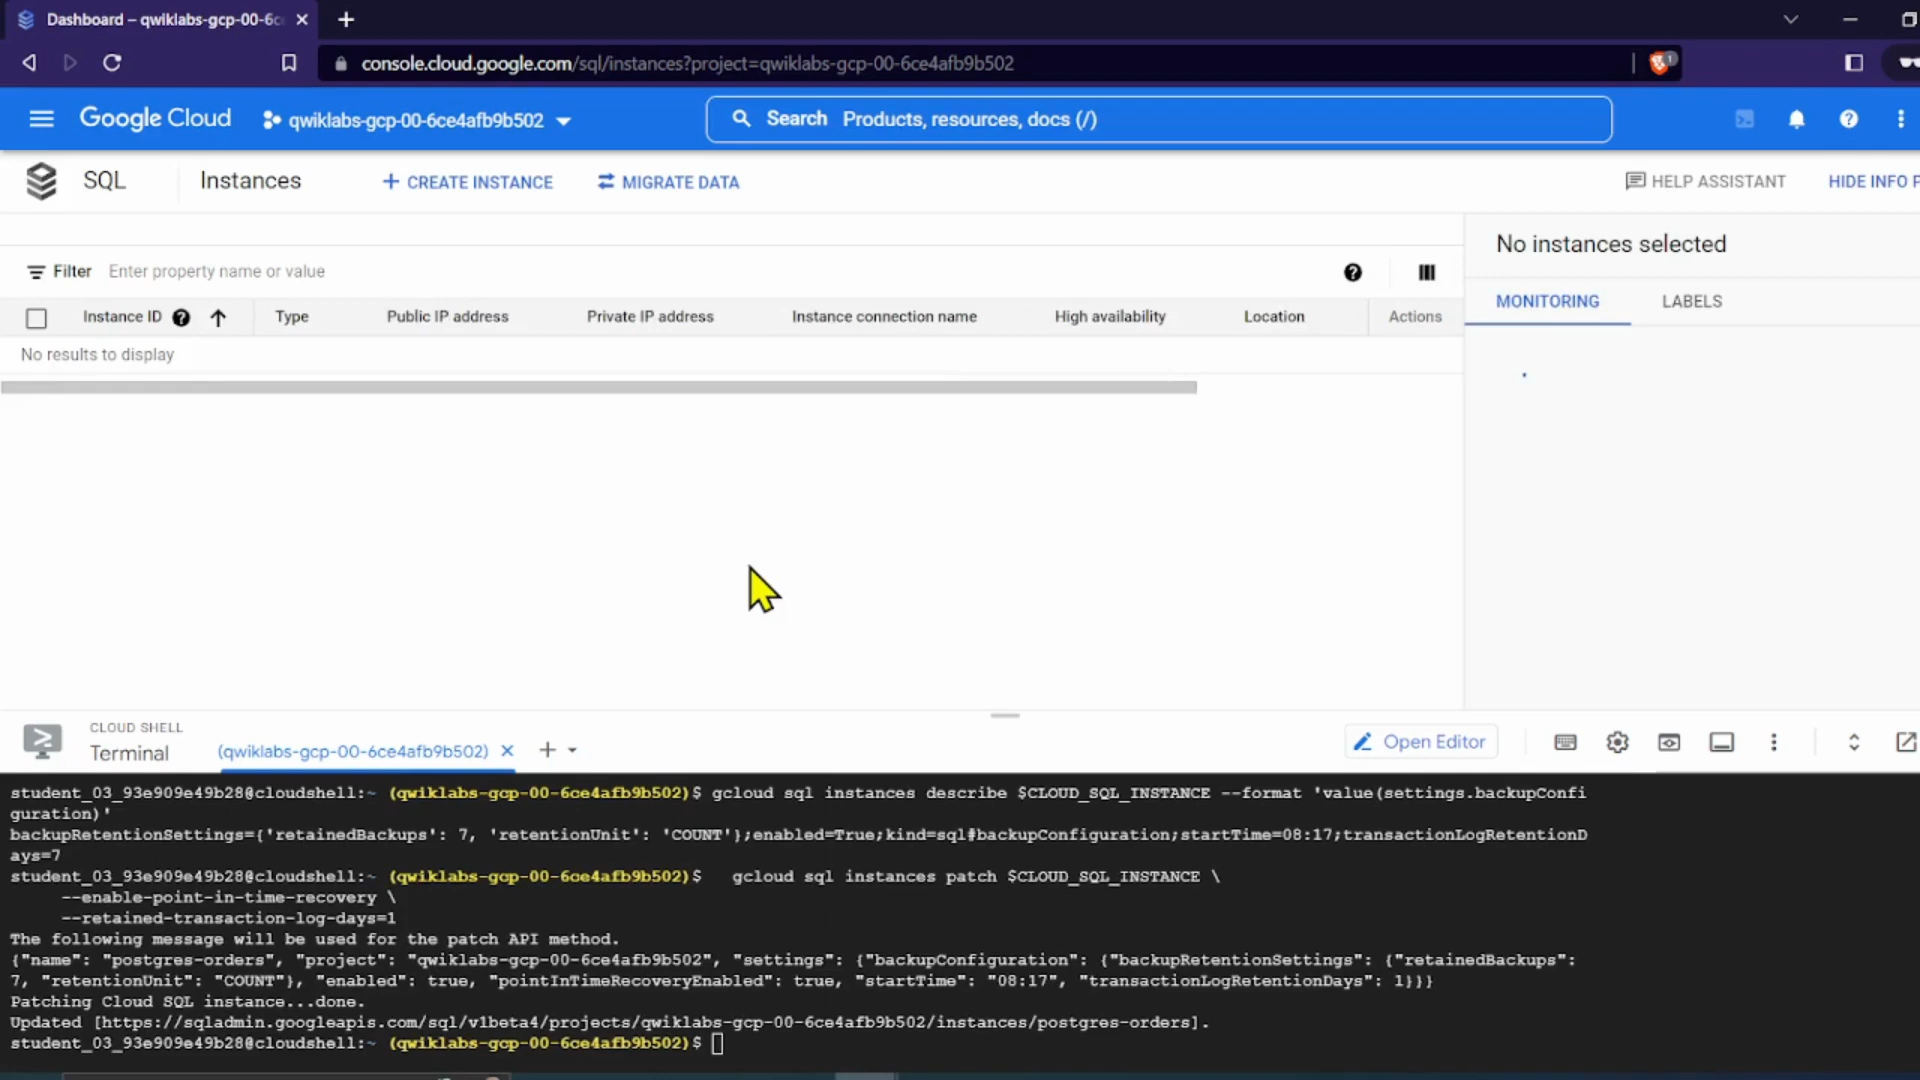 Dashboard – qwiklabs-gcp-00-6c
console.cloud.google.com/sql/instances?project=qwiklabs-gcp-00-6ce4afb9b502
1
Google Cloud
qwiklabs-gcp-00-6ce4afb9b502
Search Products, resources, docs (/)
SQL
Instances
CREATE INSTANCE
MIGRATE DATA
HELP ASSISTANT
HIDE INFO P
No instances selected
Filter Enter property name or value
MONITORING
LABELS
Instance ID
Type
Public IP address
Private IP address
Instance connection name
High availability
Location
Actions
No results to display
CLOUD SHELL
Terminal
(qwiklabs-gcp-00-6ce4afb9b502)
Open Editor
student_03_93e909e49b28@cloudshell:~ (qwiklabs-gcp-00-6ce4afb9b502)$ gcloud sql instances describe $CLOUD_SQL_INSTANCE --format 'value(settings.backupConfi
guration)'
backupRetentionSettings={'retainedBackups': 7, 'retentionUnit': 'COUNT'};enabled=True;kind=sql#backupConfiguration;startTime=08:17;transactionLogRetentionD
ays=7
student_03_93e909e49b28@cloudshell:~ (qwiklabs-gcp-00-6ce4afb9b502)$   gcloud sql instances patch $CLOUD_SQL_INSTANCE \
     --enable-point-in-time-recovery \
     --retained-transaction-log-days=1
The following message will be used for the patch API method.
{"name": "postgres-orders", "project": "qwiklabs-gcp-00-6ce4afb9b502", "settings": {"backupConfiguration": {"backupRetentionSettings": {"retainedBackups":
7, "retentionUnit": "COUNT"}, "enabled": true, "pointInTimeRecoveryEnabled": true, "startTime": "08:17", "transactionLogRetentionDays": 1}}}
Patching Cloud SQL instance...done.
Updated [https://sqladmin.googleapis.com/sql/v1beta4/projects/qwiklabs-gcp-00-6ce4afb9b502/instances/postgres-orders].
student_03_93e909e49b28@cloudshell:~ (qwiklabs-gcp-00-6ce4afb9b502)$